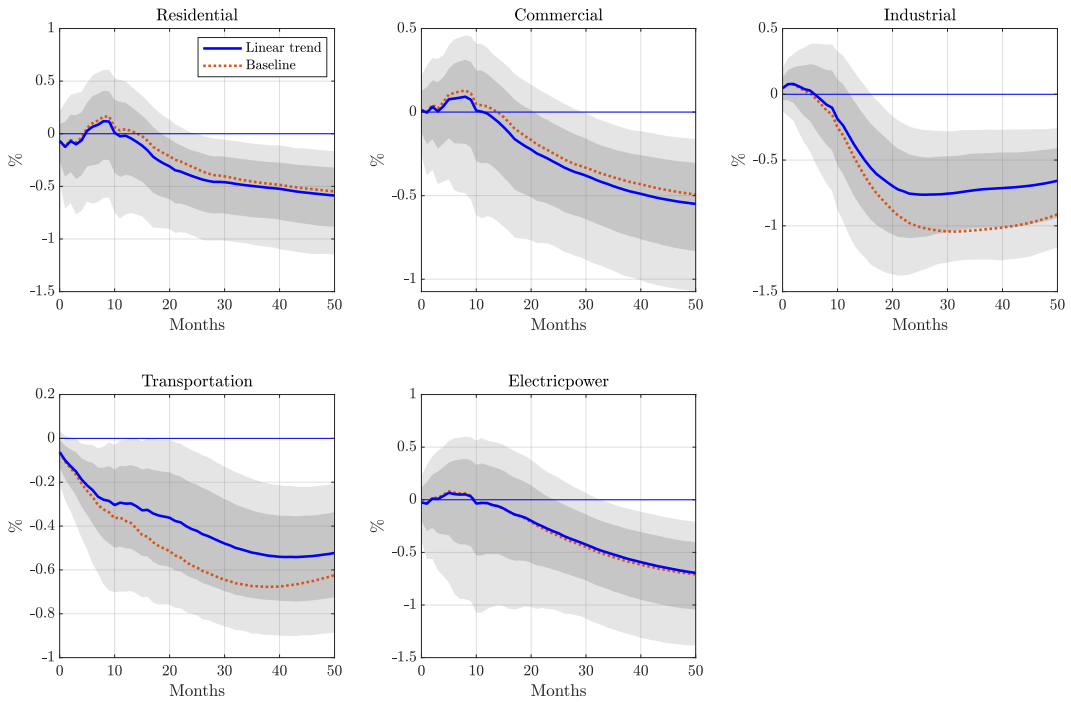 Residential
1
0.5
0
-0.5
-1
-1.5
%
0 10 20 30 40 50
Months
Linear trend
Baseline
Commercial
0.5
0
-0.5
-1
%
0 10 20 30 40 50
Months
Industrial
0.5
0
-0.5
-1
-1.5
%
0 10 20 30 40 50
Months
Transportation
0.2
0
-0.2
-0.4
-0.6
-0.8
-1
%
0 10 20 30 40 50
Months
Electricpower
1
0.5
0
-0.5
-1
-1.5
%
0 10 20 30 40 50
Months